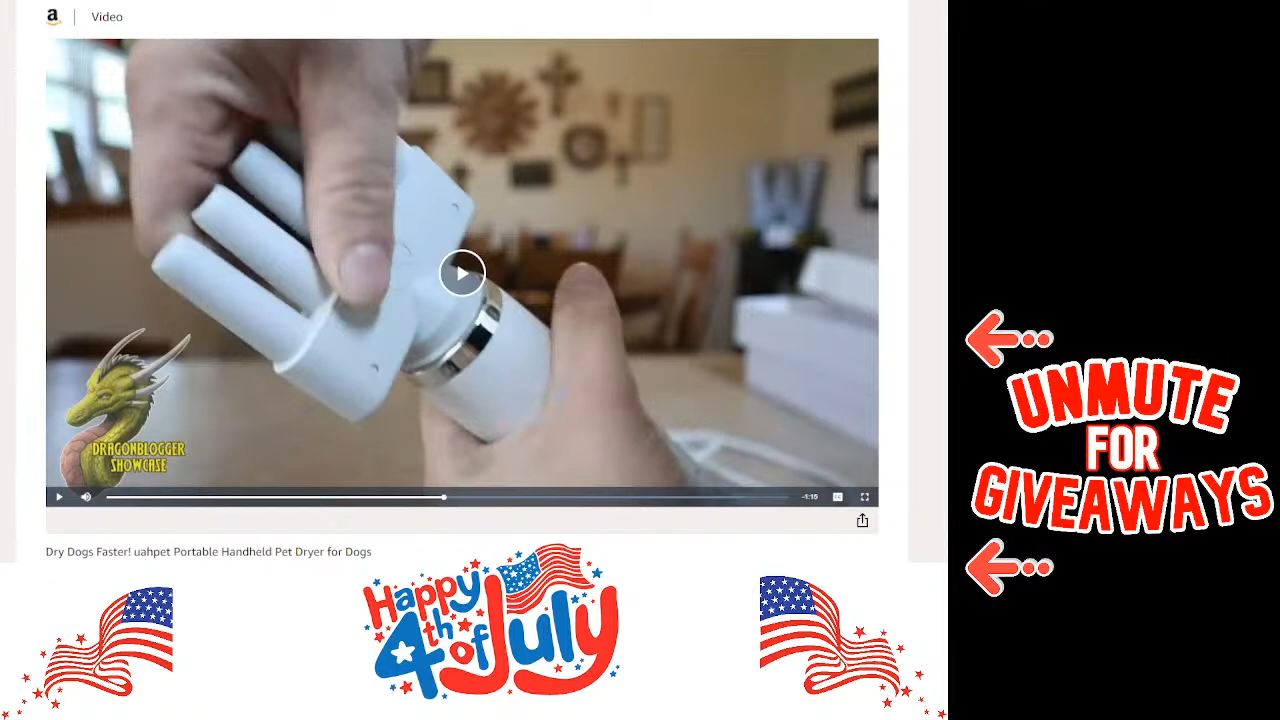 a
Video
DRAGONBLOGGER
SHOWCASE
-1:15
CC
Dry Dogs Faster! uahpet Portable Handheld Pet Dryer for Dogs
Happy
4th of July
UNMUTE
FOR
GIVEAWAYS